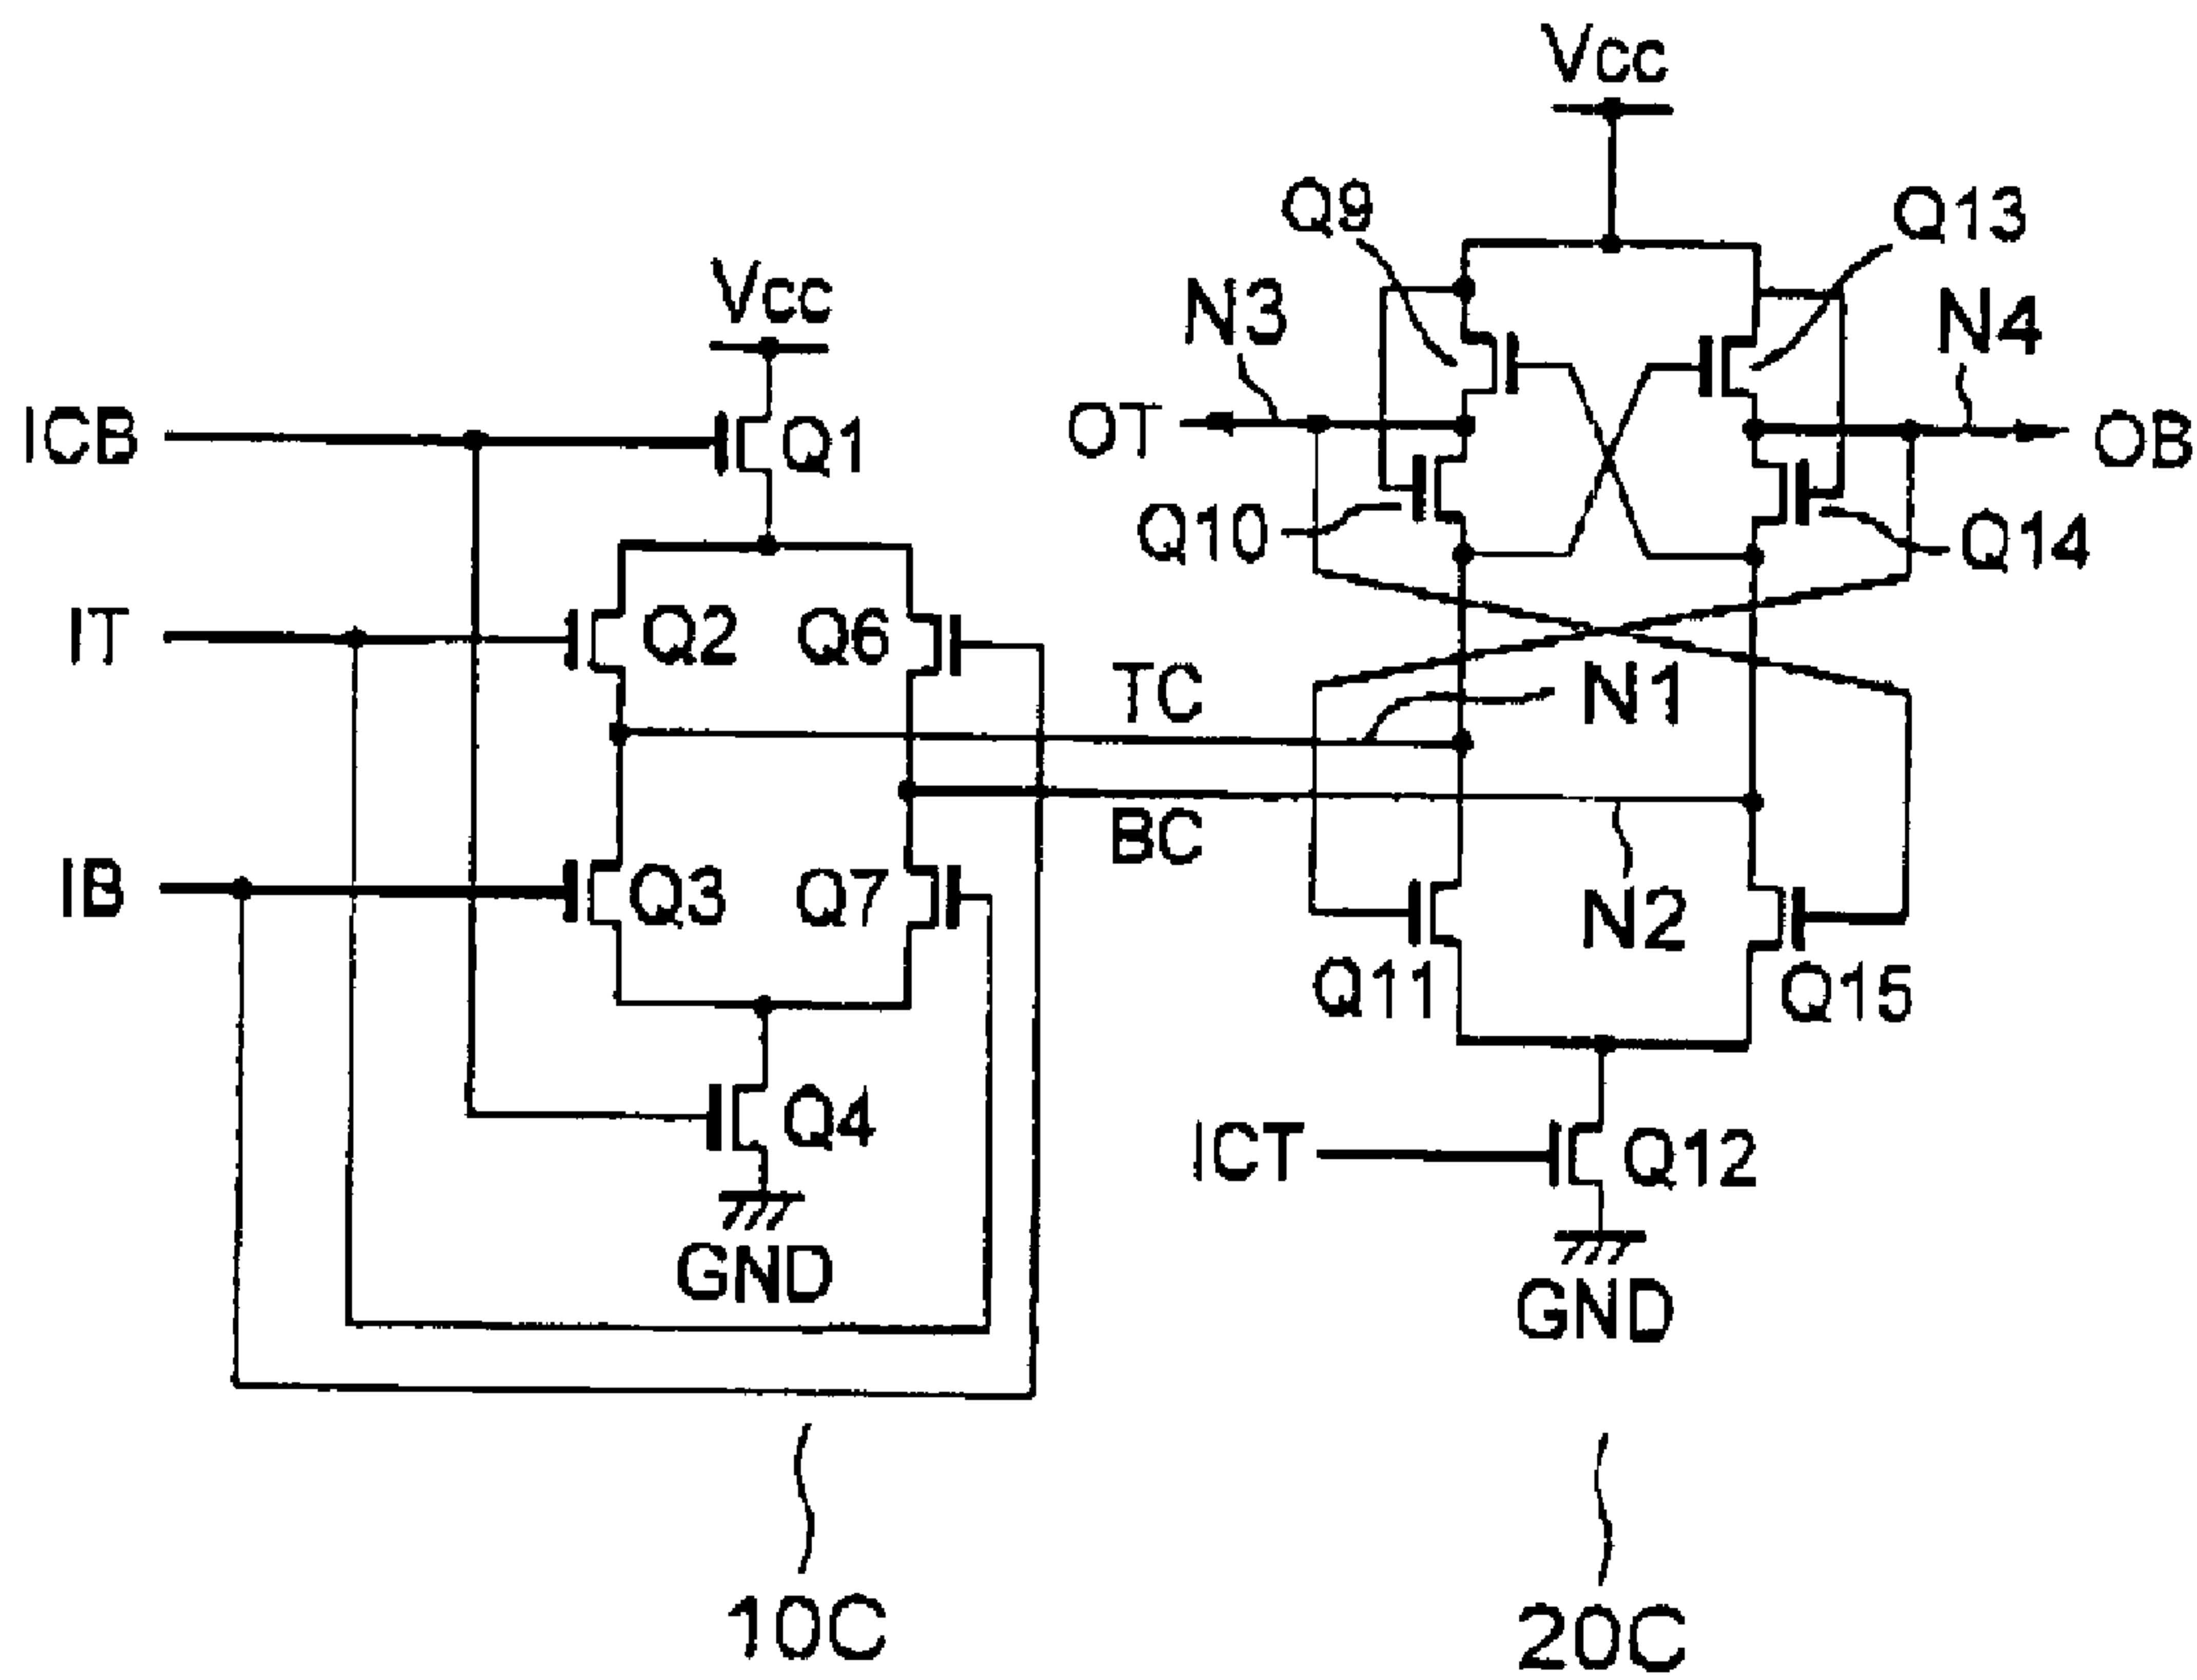 Vcc
Q9
Q13
N3
N4
Vcc
OT
OB
ICB
Q1
Q10
Q14
IT
Q2
Q6
TC
N1
BC
IB
Q3
Q7
N2
Q11
Q15
Q4
ICT
Q12
GND
GND
10C
20C